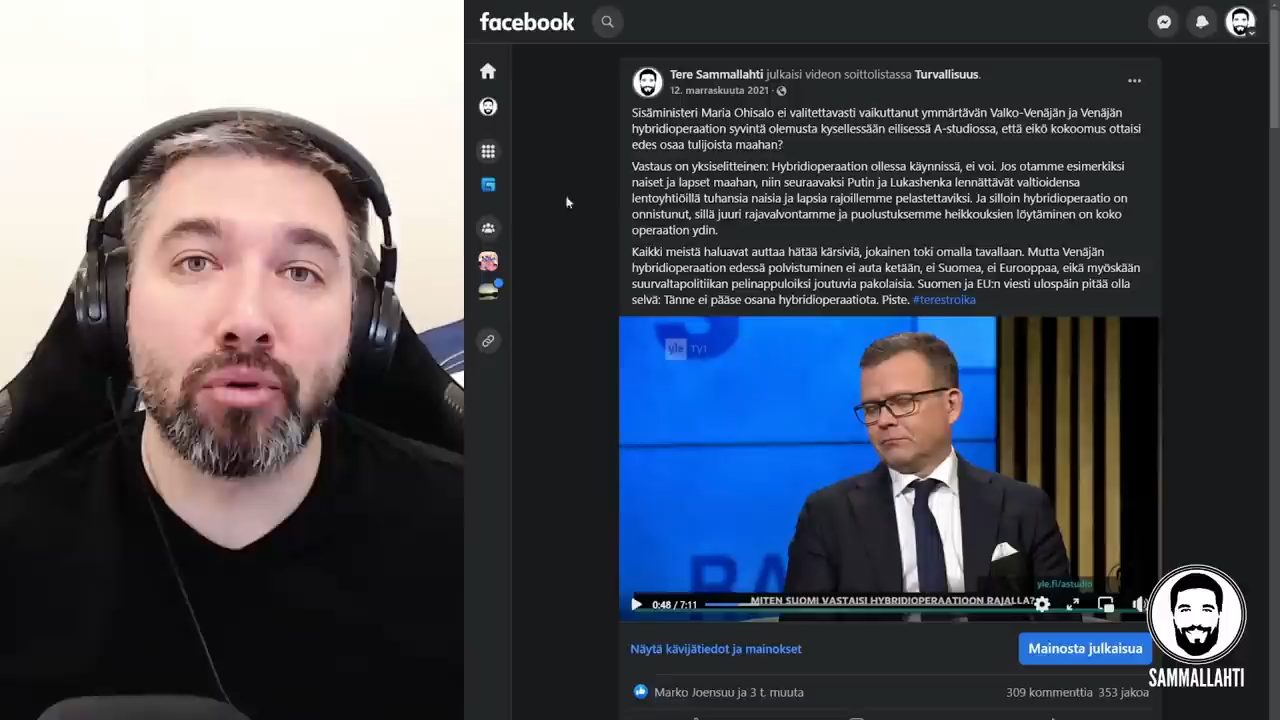 facebook
Tere Sammallahti julkaisi videon soittolistassa Turvallisuus.
12. marraskuuta 2021 ·
Sisäministeri Maria Ohisalo ei valitettavasti vaikuttanut ymmärtävän Valko-Venäjän ja Venäjän
hybridioperaation syvintä olemusta kysellessään eilisessä A-studiossa, että eikö kokoomus ottaisi
edes osaa tulijoista maahan?
Vastaus on yksiselitteinen: Hybridioperaation ollessa käynnissä, ei voi. Jos otamme esimerkiksi
naiset ja lapset maahan, niin seuraavaksi Putin ja Lukashenka lennättävät valtioidensa
lentoyhtiöillä tuhansia naisia ja lapsia rajoillemme pelastettaviksi. Ja silloin hybridioperaatio on
onnistunut, sillä juuri rajavalvontamme ja puolustuksemme heikkouksien löytäminen on koko
operaation ydin.
Kaikki meistä haluavat auttaa hätää kärsiviä, jokainen toki omalla tavallaan. Mutta Venäjän
hybridioperaation edessä polvistuminen ei auta ketään, ei Suomea, ei Eurooppaa, eikä myöskään
suurvaltapolitiikan pelinappuloiksi joutuvia pakolaisia. Suomen ja EU:n viesti ulospäin pitää olla
selvä: Tänne ei pääse osana hybridioperaatiota. Piste. #terestroika
yle TV1
yle.fi/astudio
0:48 / 7:11
MITEN SUOMI VASTAISI HYBRIDIOPERAATIOON RAJALLA?
Näytä kävijätiedot ja mainokset
Mainosta julkaisua
SAMMALLAHTI
Marko Joensuu ja 3 t. muuta
309 kommenttia 353 jakoa